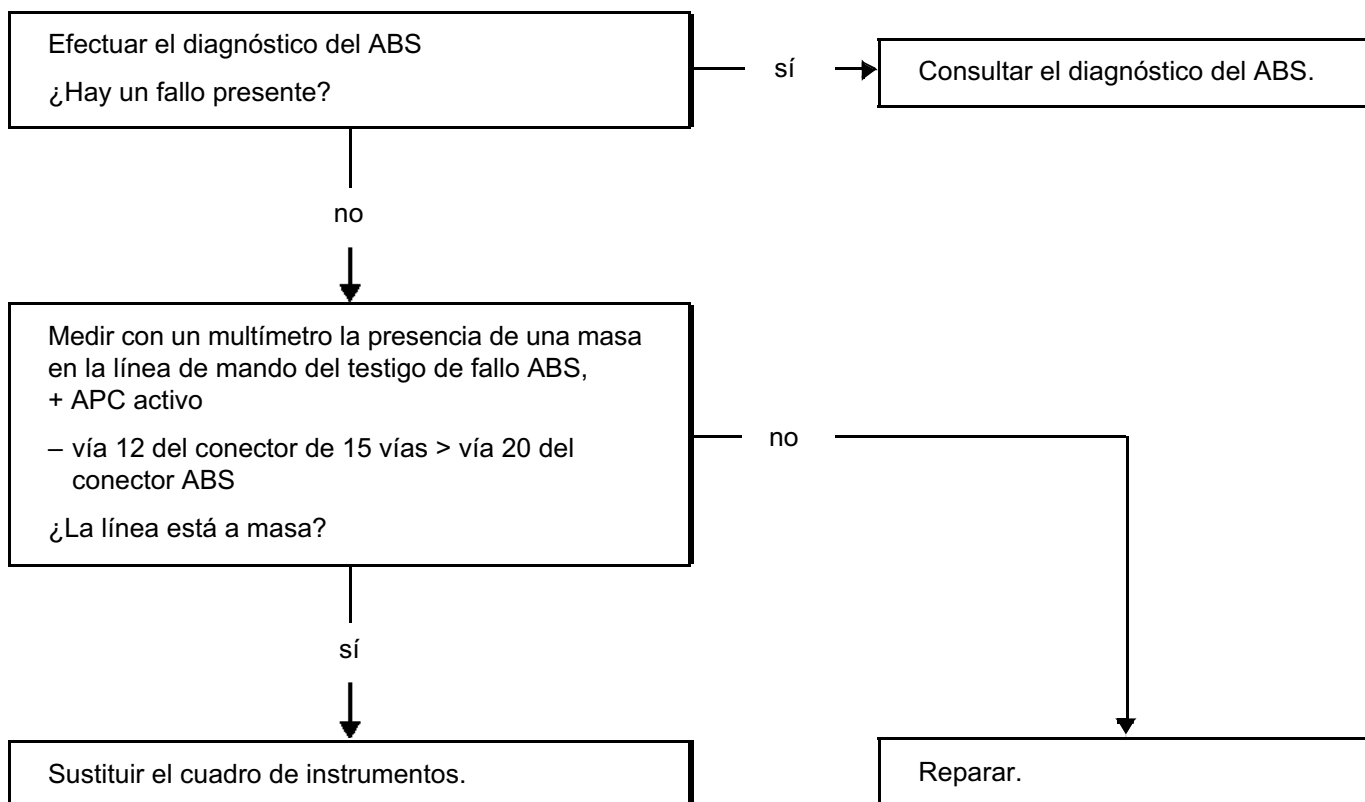 Efectuar el diagnóstico del ABS
¿Hay un fallo presente?
sí
Consultar el diagnóstico del ABS.
no
Medir con un multímetro la presencia de una masa
en la línea de mando del testigo de fallo ABS,
+ APC activo
– vía 12 del conector de 15 vías > vía 20 del
conector ABS
¿La línea está a masa?
no
sí
Sustituir el cuadro de instrumentos.
Reparar.